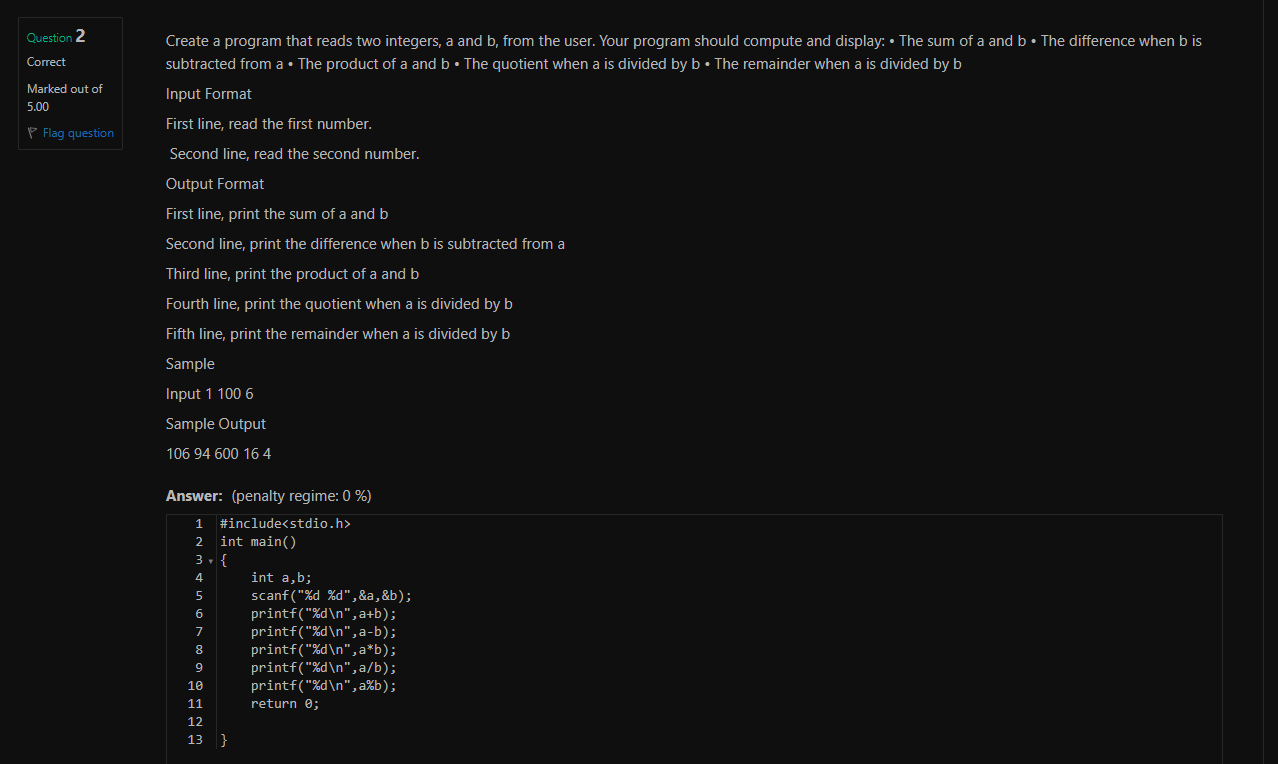 Question 2
Correct
Marked out of
5.00
Flag question
Create a program that reads two integers, a and b, from the user. Your program should compute and display: • The sum of a and b • The difference when b is
subtracted from a • The product of a and b • The quotient when a is divided by b • The remainder when a is divided by b
Input Format
First line, read the first number.
Second line, read the second number.
Output Format
First line, print the sum of a and b
Second line, print the difference when b is subtracted from a
Third line, print the product of a and b
Fourth line, print the quotient when a is divided by b
Fifth line, print the remainder when a is divided by b
Sample
Input 1 100 6
Sample Output
106 94 600 16 4
Answer: (penalty regime: 0 %)
1 #include<stdio.h>
2 int main()
3 {
4     int a,b;
5     scanf("%d %d",&a,&b);
6     printf("%d\n",a+b);
7     printf("%d\n",a-b);
8     printf("%d\n",a*b);
9     printf("%d\n",a/b);
10     printf("%d\n",a%b);
11     return 0;
12
13 }